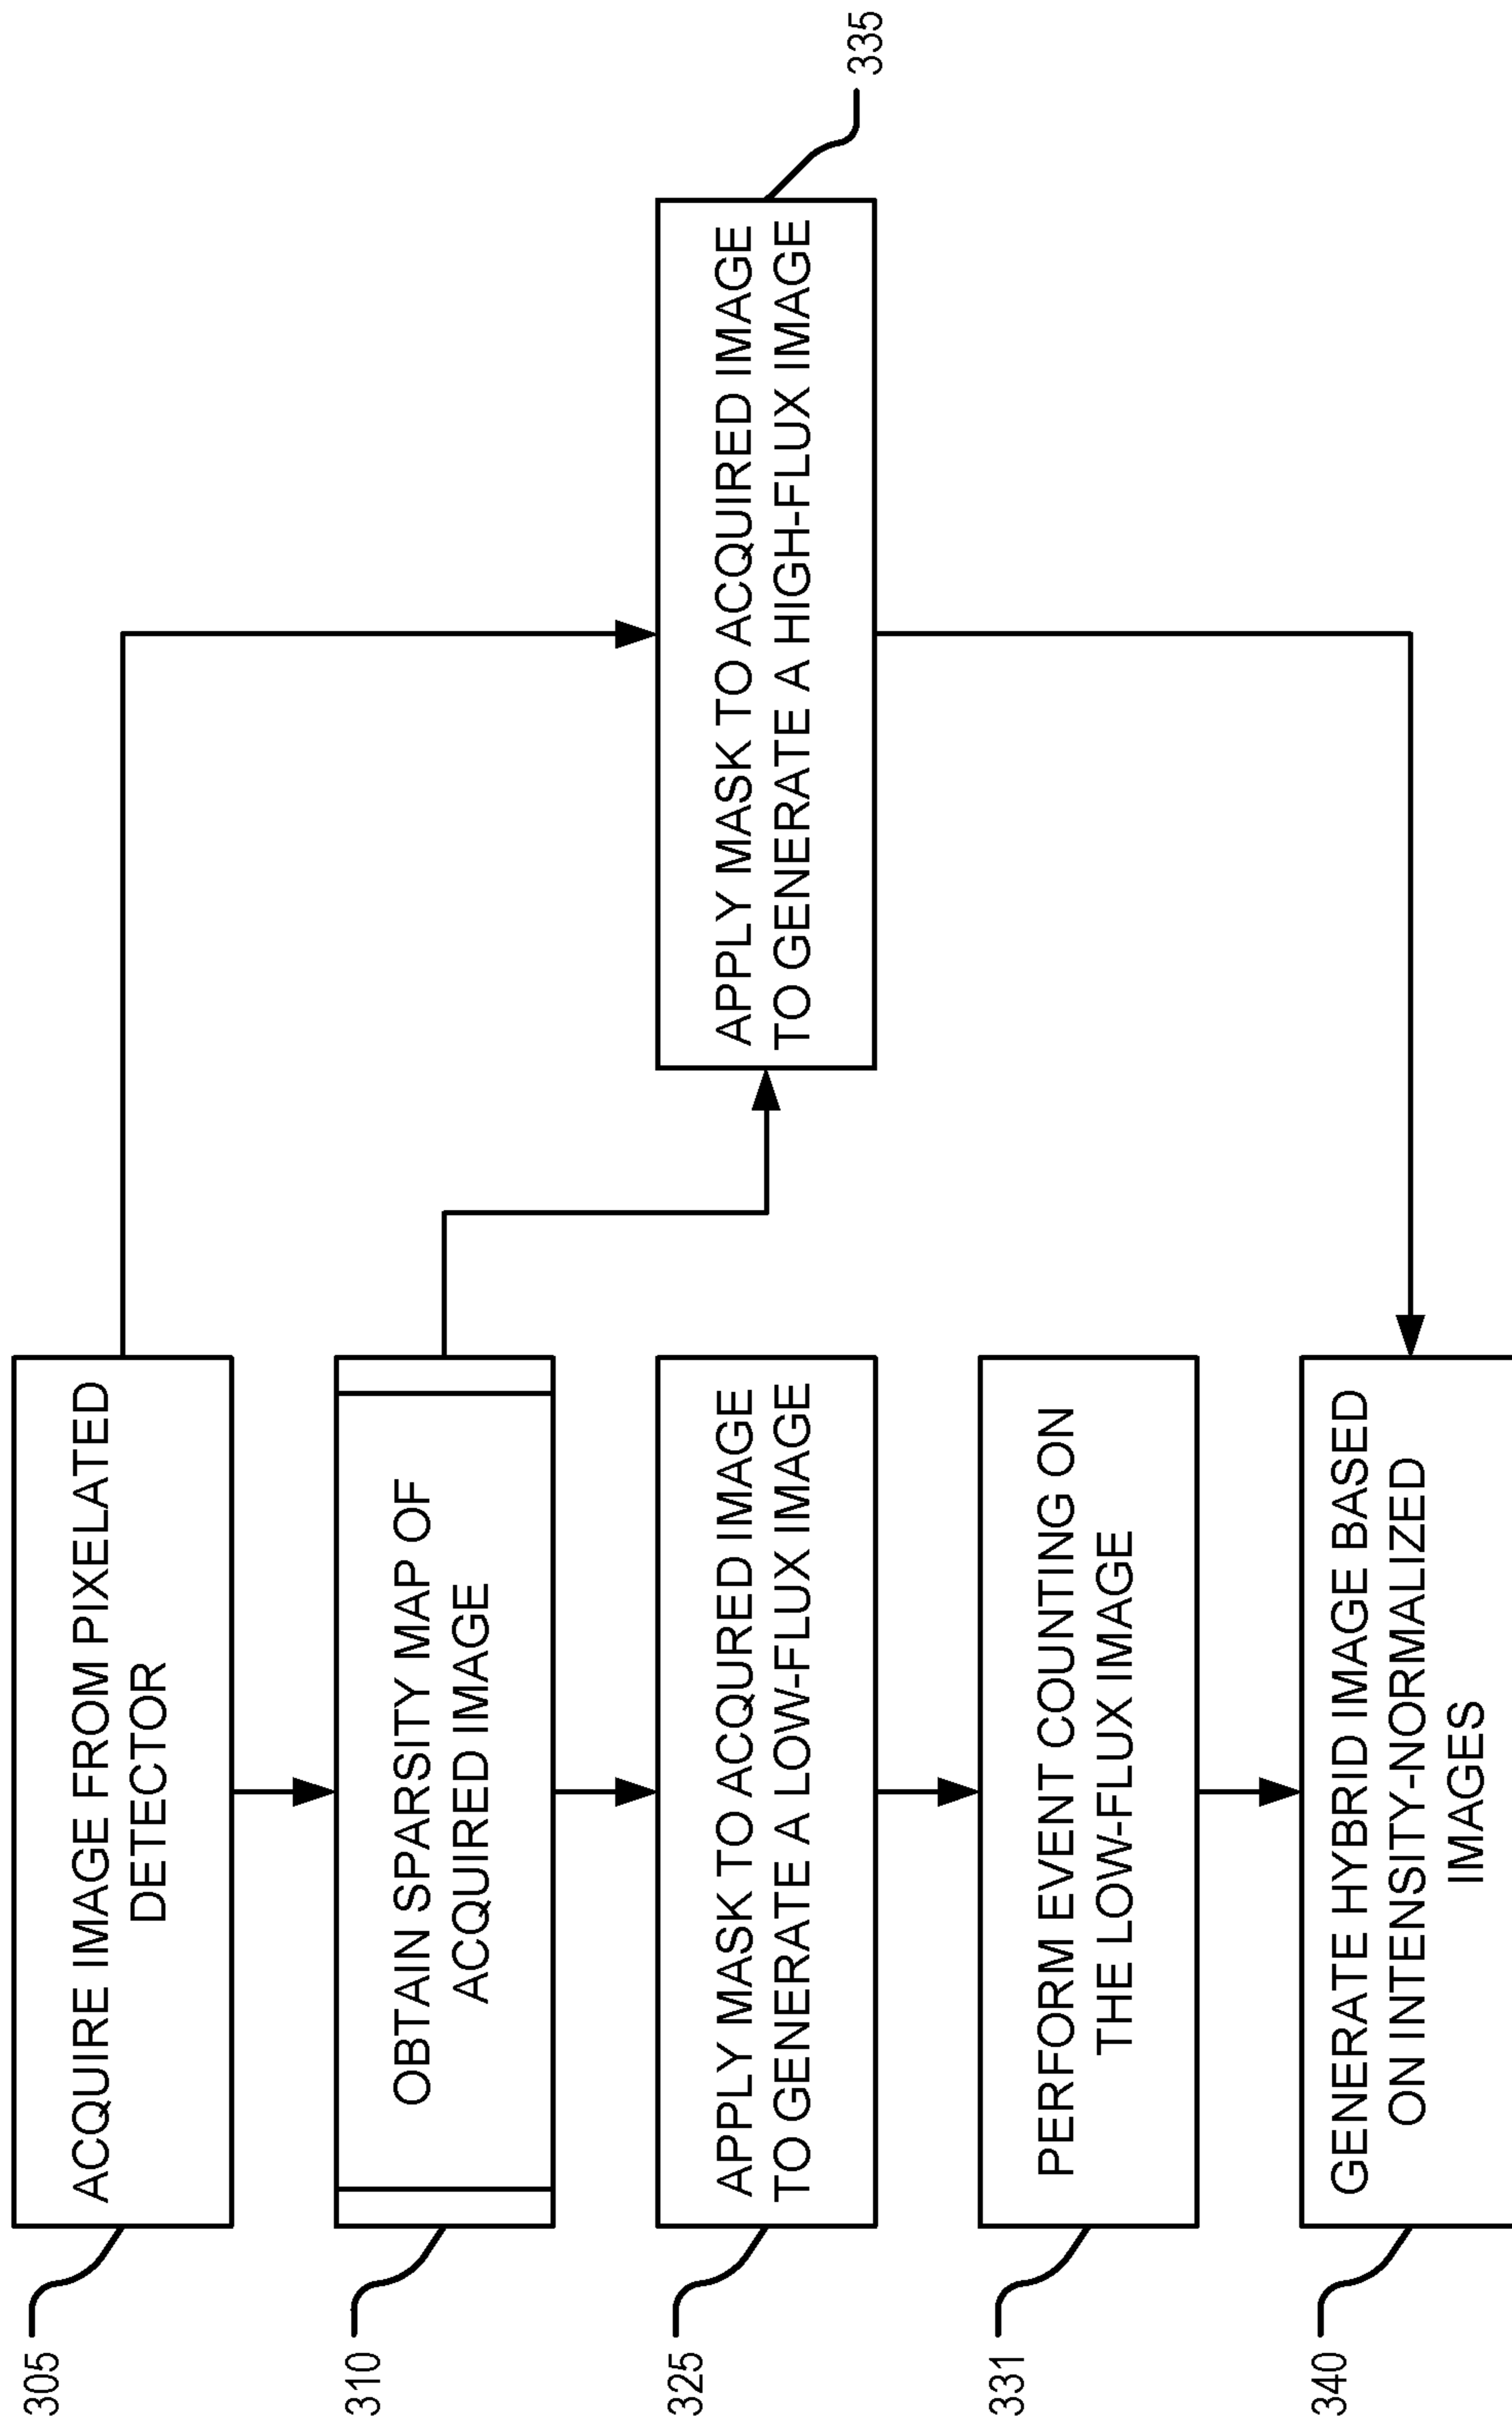 305
ACQUIRE IMAGE FROM PIXELATED
DETECTOR
310
OBTAIN SPARSITY MAP OF
ACQUIRED IMAGE
325
APPLY MASK TO ACQURED IMAGE
TO GENERATE A LOW-FLUX IMAGE
335
APPLY MASK TO ACQUIRED IMAGE
TO GENERATE A HIGH-FLUX IMAGE
331
PERFORM EVENT COUNTING ON
THE LOW-FLUX IMAGE
340
GENERATE HYBRID IMAGE BASED
ON INTENSITY-NORMALIZED
IMAGES